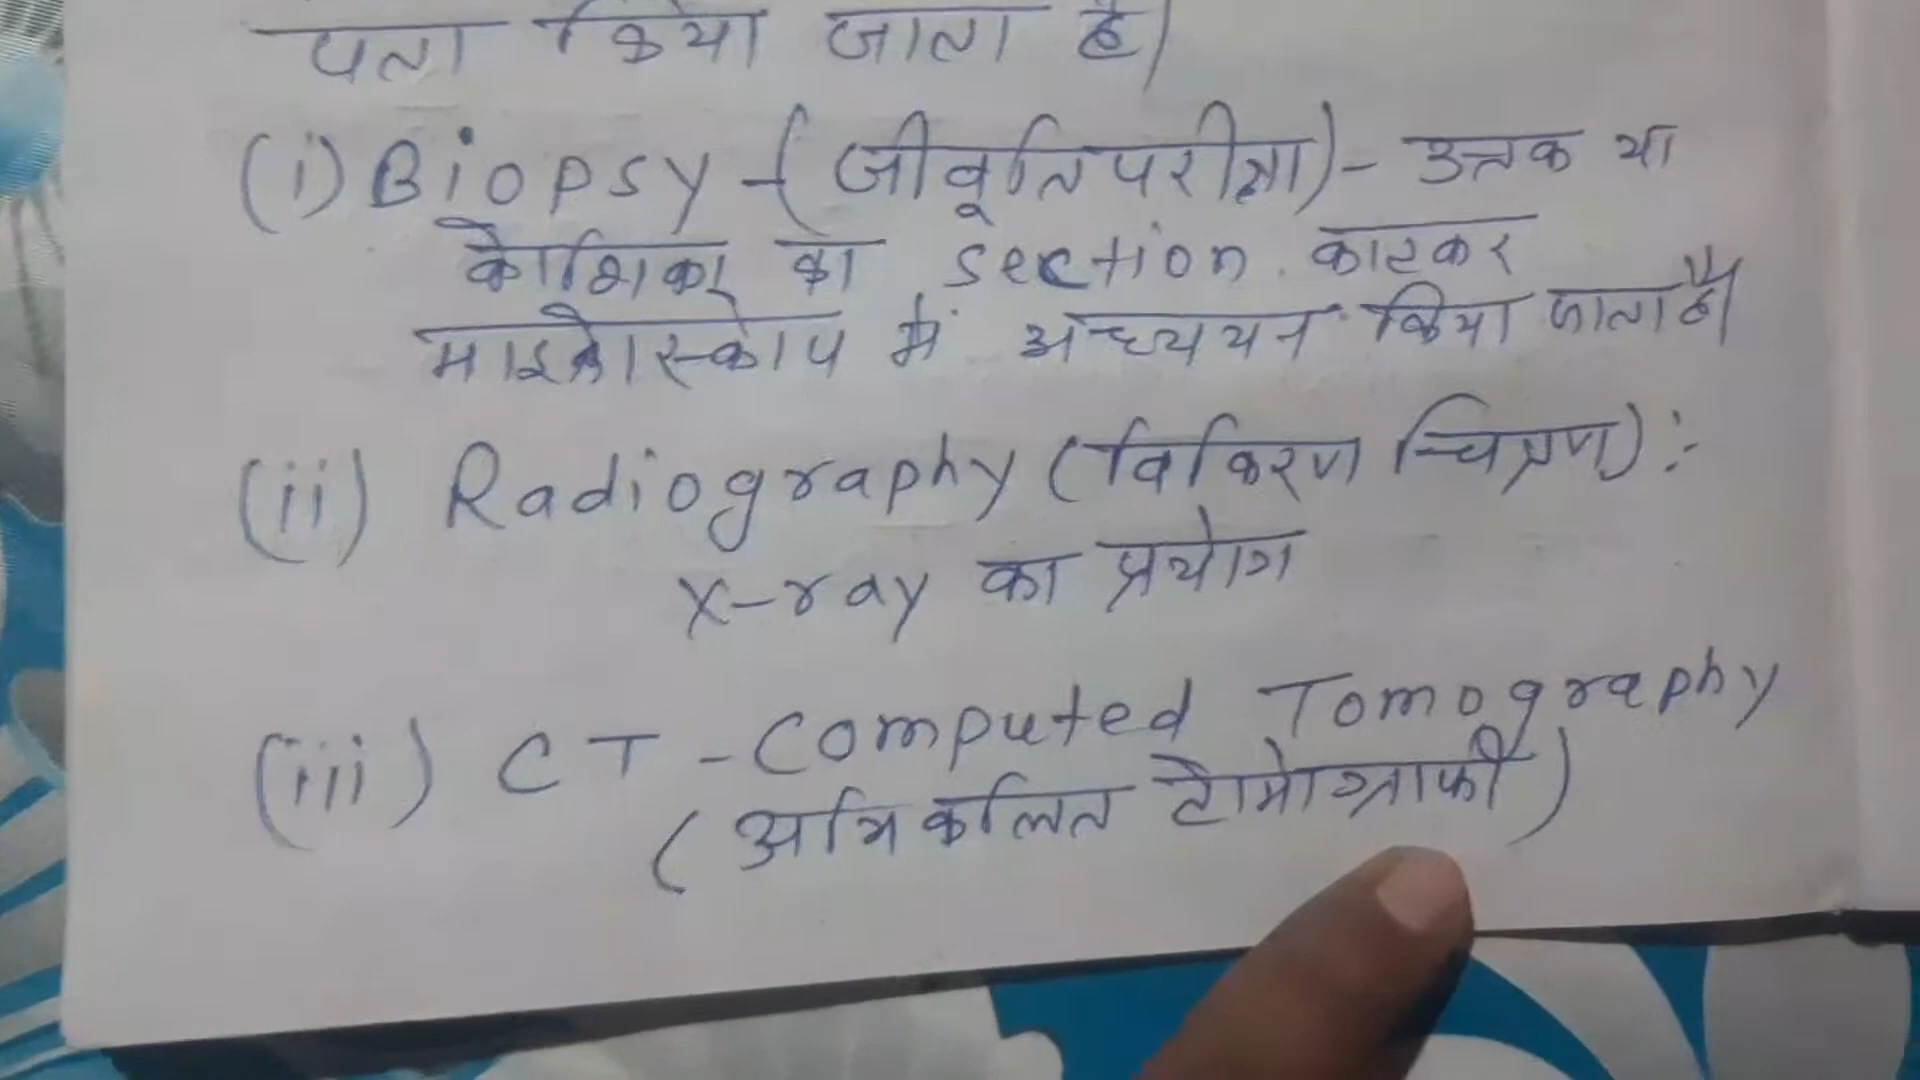 पता किया जाता है।
(i) Biopsy - (जीवूतिपरीक्षा) - उत्तक या
कोशिका का section काटकर
माइक्रोस्कोप में अध्ययन किया जाता है
(ii) Radiography (विकिरण चित्रण) :-
X-ray का प्रयोग
(iii) CT - Computed Tomography
(अभिकलित टोमोग्राफी)